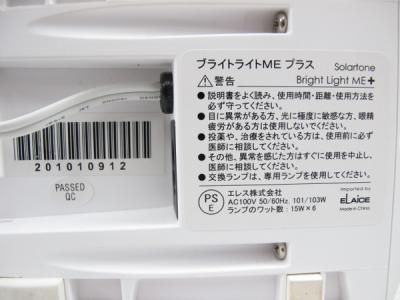 ブライトライトME プラス
Solartone
Bright Light ME+
⚠警告
●説明書をよく読み、使用時間・距離・使用方法を
必ず守ってください。
●目に異常がある方、光に極度に敏感な方、眼精
疲労がある方は使用しないでください。
●投薬や、治療をされている方は、使用前に必ず
医師に相談してください。
●その他、異常を感じた方はすぐに使用を中止し、
医師に相談してください。
●交換ランプは、専用ランプを使用してください。
PS
E
エレス株式会社
AC100V 50/60Hz. 101/103W
ランプのワット数：15W×6
Imported by
ELAICE
Made in China
201010912
PASSED
QC